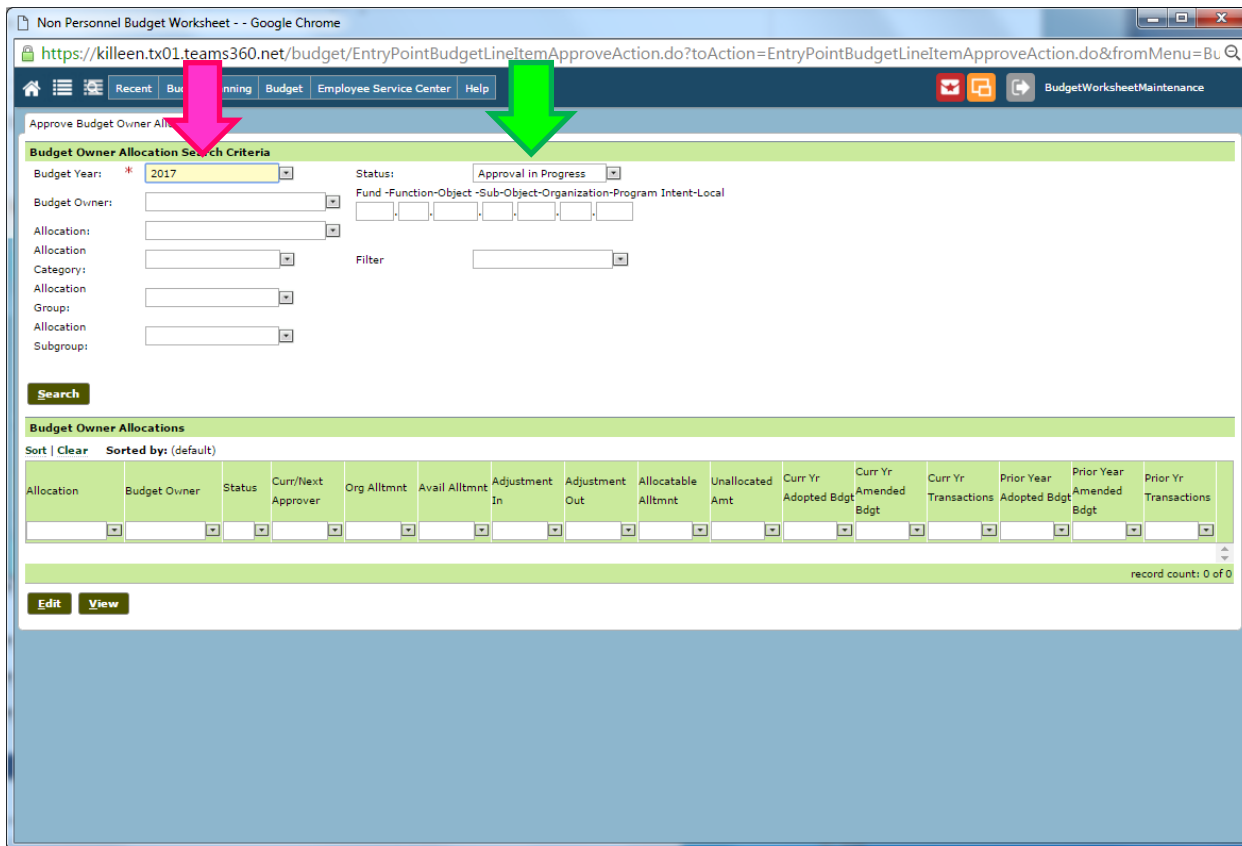 Non Personnel Budget Worksheet - - Google Chrome
https://killeen.tx01.teams360.net/budget/EntryPointBudgetLineItemApproveAction.do?toAction=EntryPointBudgetLineItemApproveAction.do&fromMenu=Bu
Recent Bu nning Budget Employee Service Center Help BudgetWorksheetMaintenance
Approve Budget Owner All
Budget Owner Allocation Search Criteria
Budget Year: * 2017 Status: Approval in Progress
Fund -Function-Object -Sub-Object-Organization-Program Intent-Local
Budget Owner: . . . . . .
Allocation:
Allocation Category: Filter
Allocation Group:
Allocation Subgroup:
Search
Budget Owner Allocations
Sort | Clear Sorted by: (default)
Allocation Budget Owner Status Curr/Next Approver Org Alltmnt Avail Alltmnt Adjustment In Adjustment Out Allocatable Alltmnt Unallocated Amt Curr Yr Adopted Bdgt Curr Yr Amended Bdgt Curr Yr Transactions Prior Year Adopted Bdgt Prior Year Amended Bdgt Prior Yr Transactions
record count: 0 of 0
Edit View